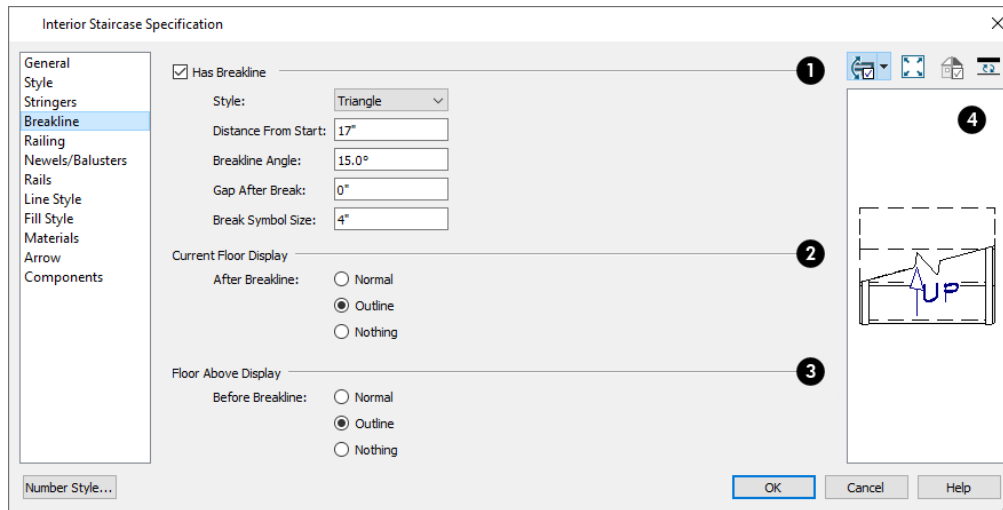 Interior Staircase Specification
General
Style
Stringers
Breakline
Railing
Newels/Balusters
Rails
Line Style
Fill Style
Materials
Arrow
Components
Has Breakline
1
Style: Triangle
Distance From Start: 17"
Breakline Angle: 15.0°
Gap After Break: 0"
Break Symbol Size: 4"
Current Floor Display
2
After Breakline: Normal
Outline
Nothing
Floor Above Display
3
Before Breakline: Normal
Outline
Nothing
4
UP
Number Style...
OK
Cancel
Help